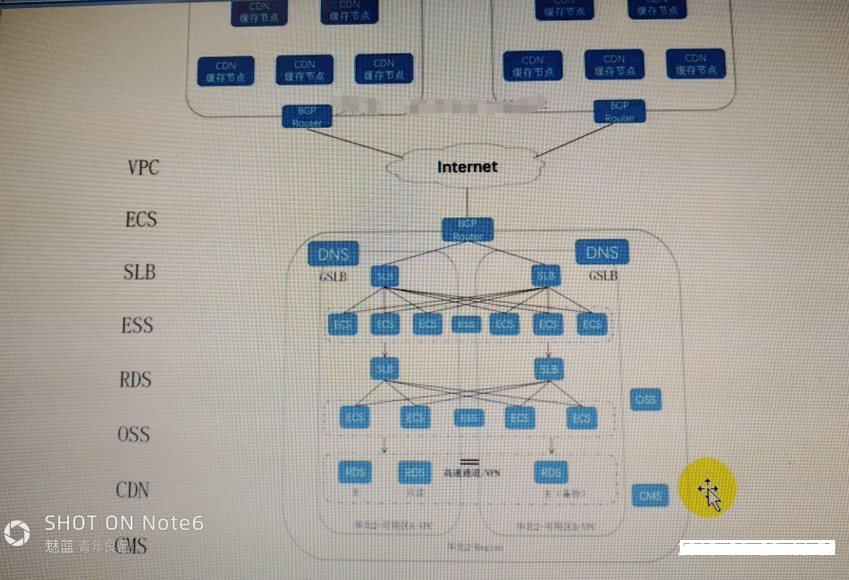 CDN
缓存节点
CDN
缓存节点
CDN
缓存节点
CDN
缓存节点
CDN
缓存节点
CDN
缓存节点
CDN
缓存节点
CDN
缓存节点
CDN
缓存节点
CDN
缓存节点
BGP
Router
BGP
Router
Internet
BGP
Router
VPC
ECS
SLB
ESS
RDS
OSS
CDN
CMS
DNS
GSLB
DNS
GSLB
SLB
SLB
ECS
ECS
ECS
ESS
ECS
ECS
ECS
SLB
SLB
ECS
ECS
ESS
ECS
ECS
OSS
RDS
RDS
高速通道/VPN
RDS
主
只读
主（备份）
CMS
华北2-可用区A-VPC
华北2-可用区B-VPC
华北2-Region
SHOT ON Note6
魅蓝 青年良品